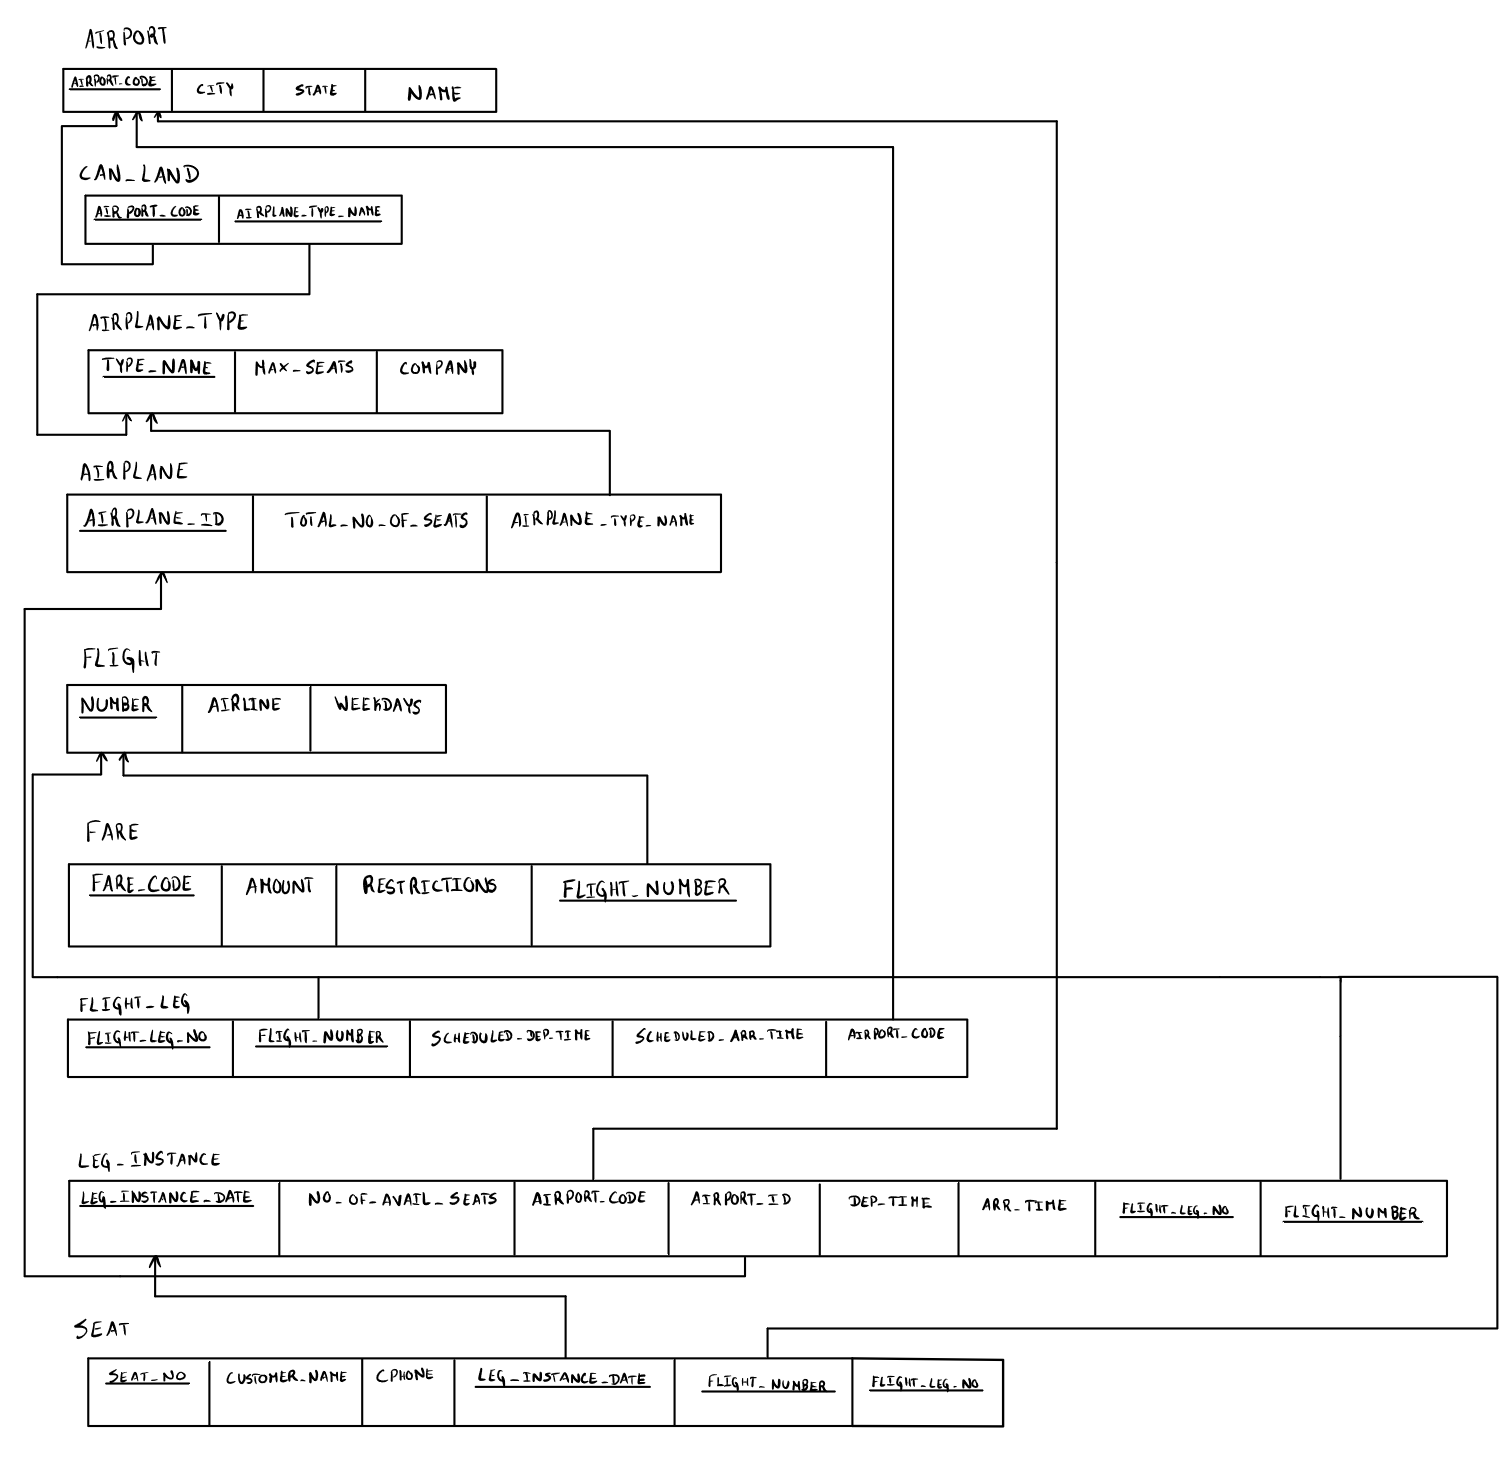 AIRPORT
AIRPORT_CODE CITY STATE NAME
CAN_LAND
AIRPORT_CODE AIRPLANE_TYPE_NAME
AIRPLANE_TYPE
TYPE_NAME MAX_SEATS COMPANY
AIRPLANE
AIRPLANE_ID TOTAL_NO_OF_SEATS AIRPLANE_TYPE_NAME
FLIGHT
NUMBER AIRLINE WEEKDAYS
FARE
FARE_CODE AMOUNT RESTRICTIONS FLIGHT_NUMBER
FLIGHT_LEG
FLIGHT_LEG_NO FLIGHT_NUMBER SCHEDULED_DEP_TIME SCHEDULED_ARR_TIME AIRPORT_CODE
LEG_INSTANCE
LEG_INSTANCE_DATE NO_OF_AVAIL_SEATS AIRPORT_CODE AIRPORT_ID DEP_TIME ARR_TIME FLIGHT_LEG_NO FLIGHT_NUMBER
SEAT
SEAT_NO CUSTOMER_NAME CPHONE LEG_INSTANCE_DATE FLIGHT_NUMBER FLIGHT_LEG_NO